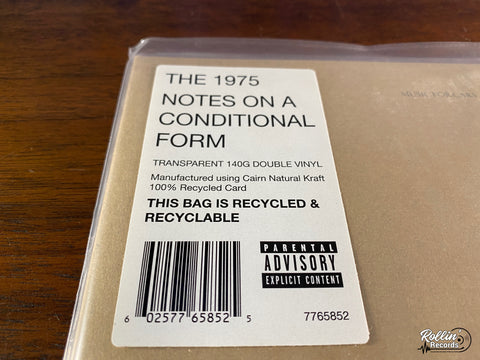 THE 1975
NOTES ON A
CONDITIONAL
FORM
TRANSPARENT 140G DOUBLE VINYL
Manufactured using Cairn Natural Kraft
100% Recycled Card
THIS BAG IS RECYCLED &
RECYCLABLE
PARENTAL
ADVISORY
EXPLICIT CONTENT
6 02577 65852 5
7765852
Rollin
Records